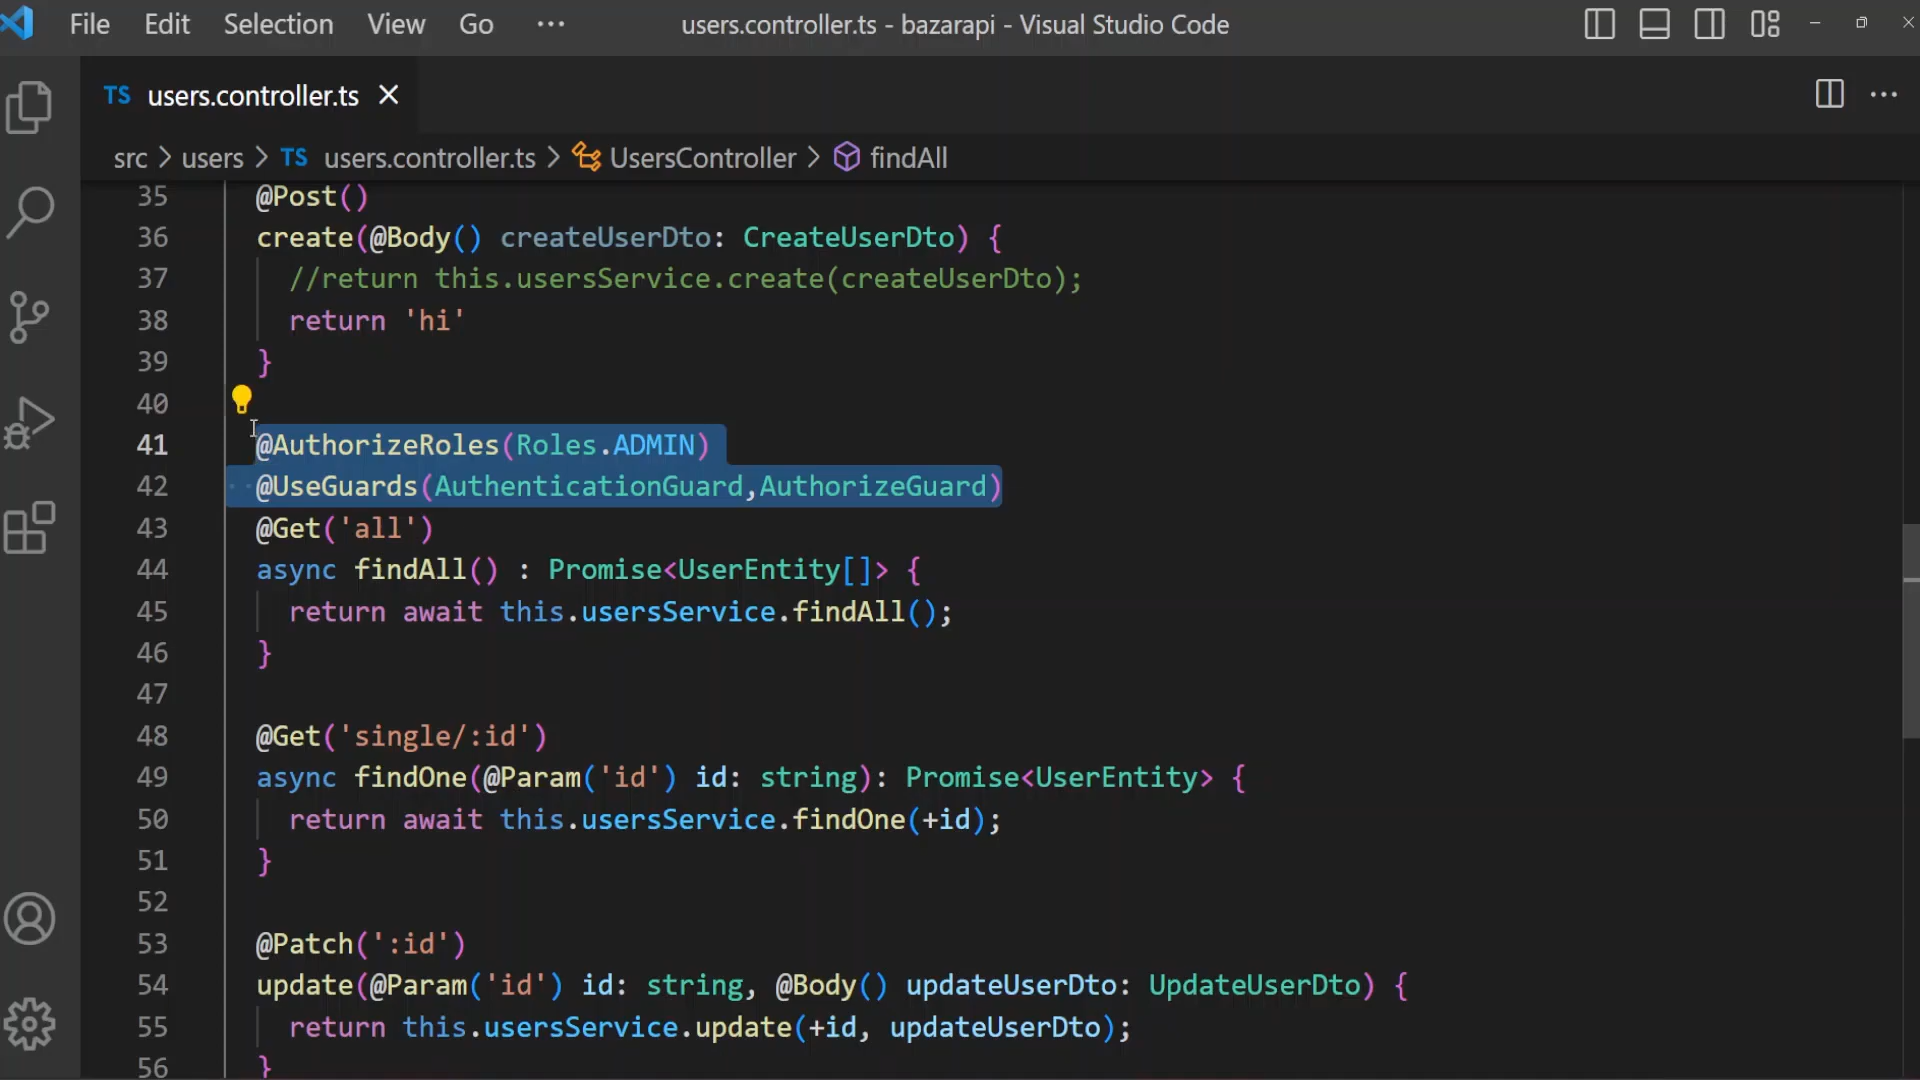 File Edit Selection View Go ··· users.controller.ts - bazarapi - Visual Studio Code
TS users.controller.ts
src > users > TS users.controller.ts > UsersController > findAll
35 @Post()
36 create(@Body() createUserDto: CreateUserDto) {
37 //return this.usersService.create(createUserDto);
38 return 'hi'
39 }
40
41 @AuthorizeRoles(Roles.ADMIN)
42 @UseGuards(AuthenticationGuard,AuthorizeGuard)
43 @Get('all')
44 async findAll() : Promise<UserEntity[]> {
45 return await this.usersService.findAll();
46 }
47
48 @Get('single/:id')
49 async findOne(@Param('id') id: string): Promise<UserEntity> {
50 return await this.usersService.findOne(+id);
51 }
52
53 @Patch(':id')
54 update(@Param('id') id: string, @Body() updateUserDto: UpdateUserDto) {
55 return this.usersService.update(+id, updateUserDto);
56 }